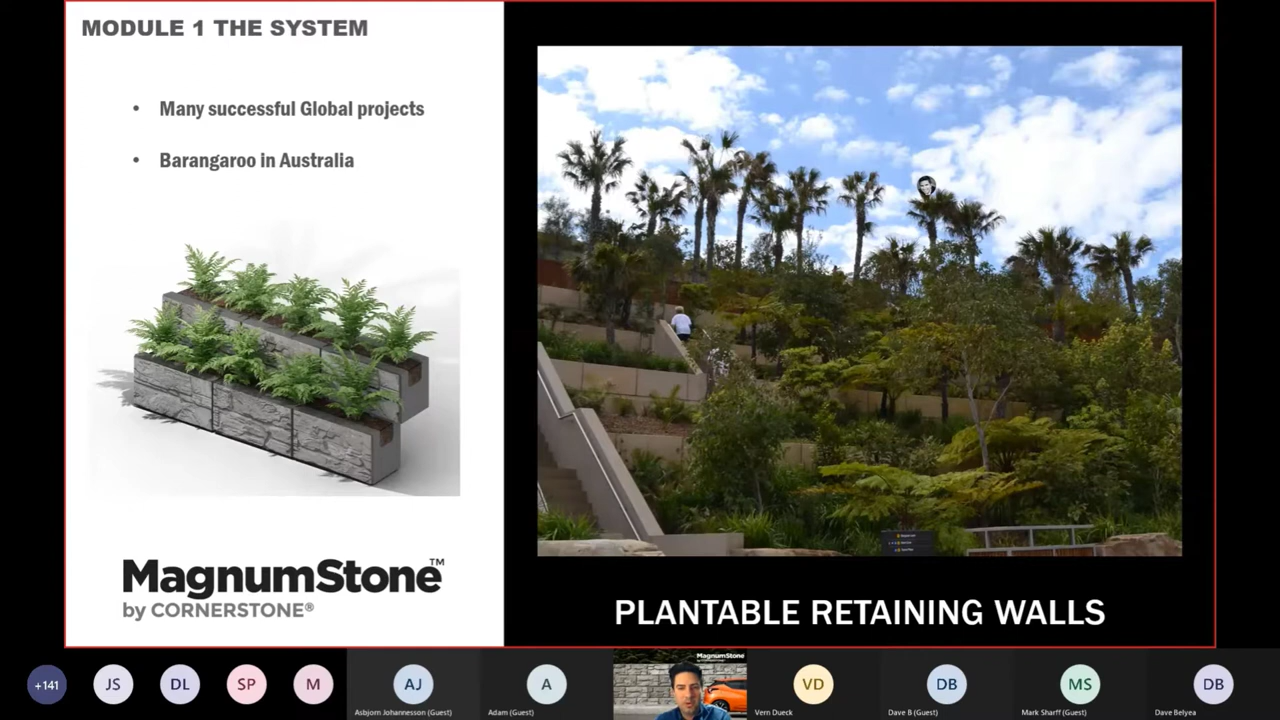 MODULE 1 THE SYSTEM
• Many successful Global projects
• Barangaroo in Australia
MagnumStone™
by CORNERSTONE®
PLANTABLE RETAINING WALLS
+141
JS
DL
SP
M
AJ
Asbjorn Johannesson (Guest)
A
Adam (Guest)
MagnumStone
VD
Vern Dueck
DB
Dave B (Guest)
MS
Mark Sharff (Guest)
DB
Dave Belyea